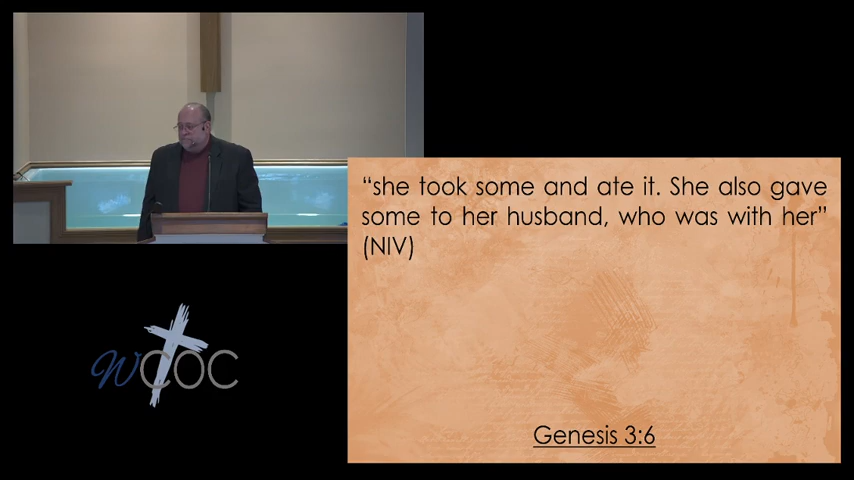 “she took some and ate it. She also gave
some to her husband, who was with her”
(NIV)
WCOC
Genesis 3:6